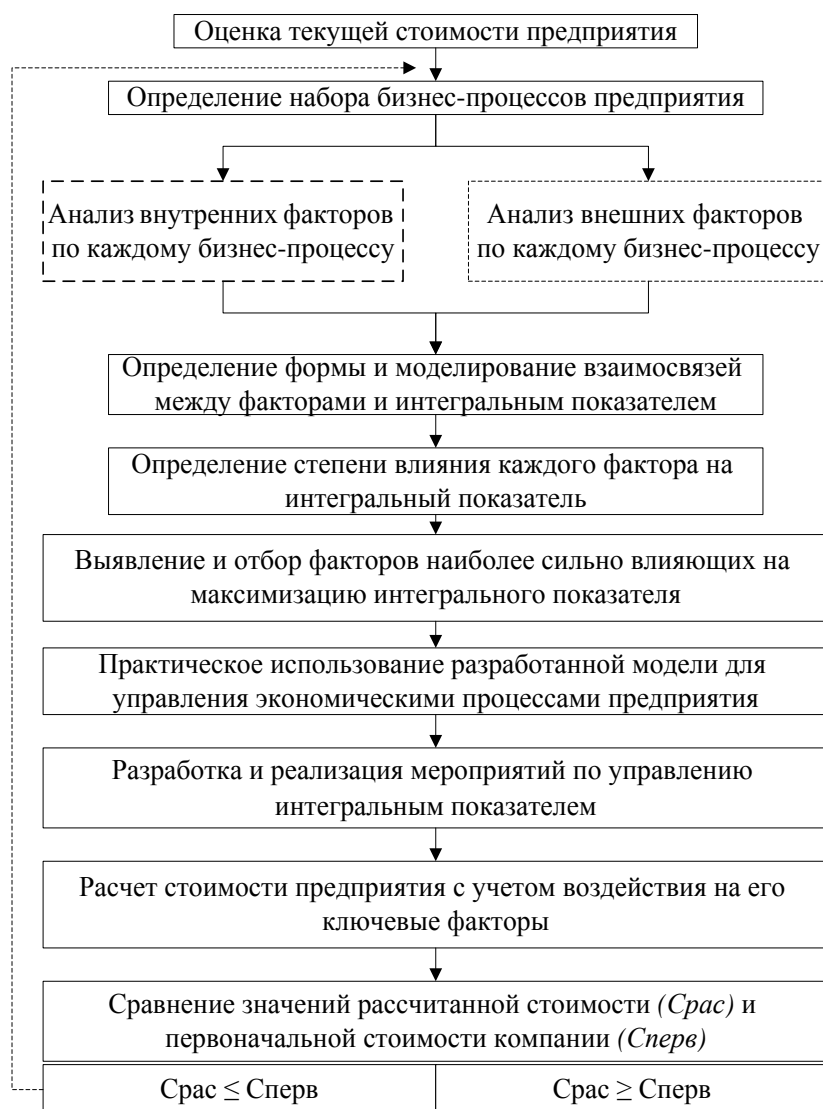 Оценка текущей стоимости предприятия
Определение набора бизнес-процессов предприятия
Анализ внутренних факторов
по каждому бизнес-процессу
Анализ внешних факторов
по каждому бизнес-процессу
Определение формы и моделирование взаимосвязей
между факторами и интегральным показателем
Определение степени влияния каждого фактора на
интегральный показатель
Выявление и отбор факторов наиболее сильно влияющих на
максимизацию интегрального показателя
Практическое использование разработанной модели для
управления экономическими процессами предприятия
Разработка и реализация мероприятий по управлению
интегральным показателем
Расчет стоимости предприятия с учетом воздействия на его
ключевые факторы
Сравнение значений рассчитанной стоимости (Срас) и
первоначальной стоимости компании (Сперв)
Срас ≤ Сперв
Срас ≥ Сперв